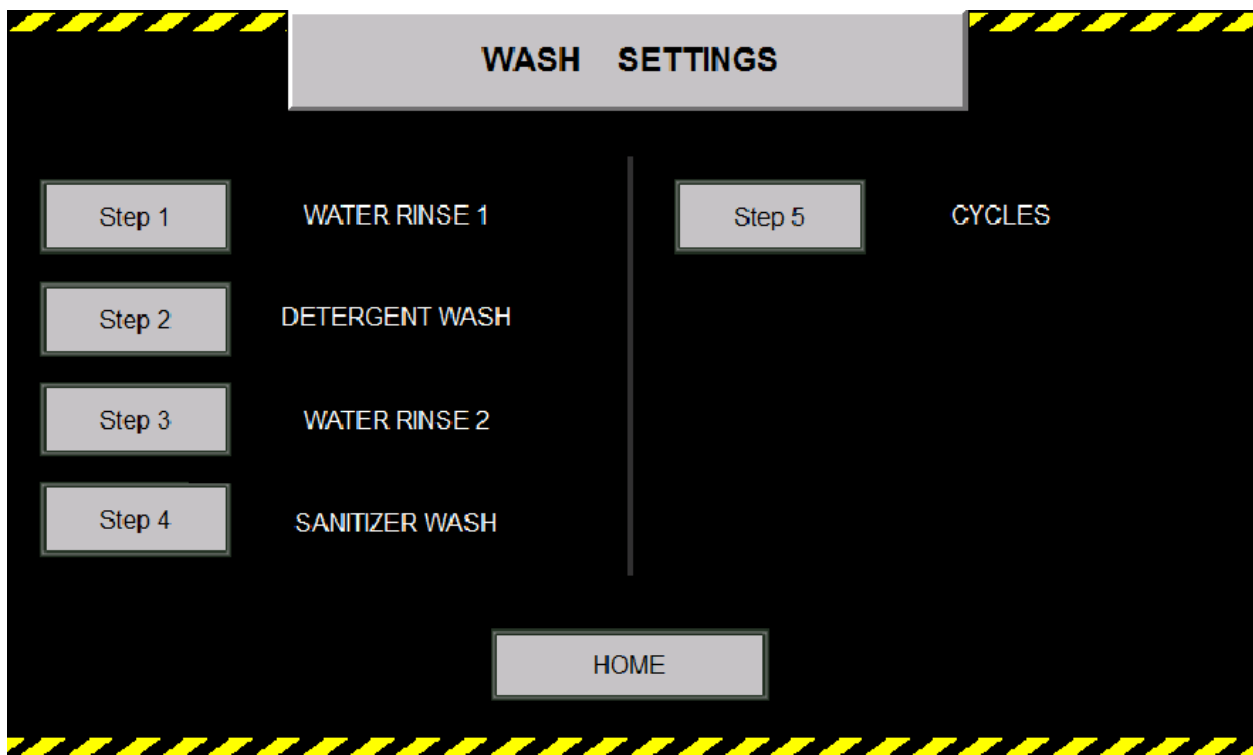 WASH SETTINGS
Step 1 WATER RINSE 1
Step 2 DETERGENT WASH
Step 3 WATER RINSE 2
Step 4 SANITIZER WASH
Step 5 CYCLES
HOME